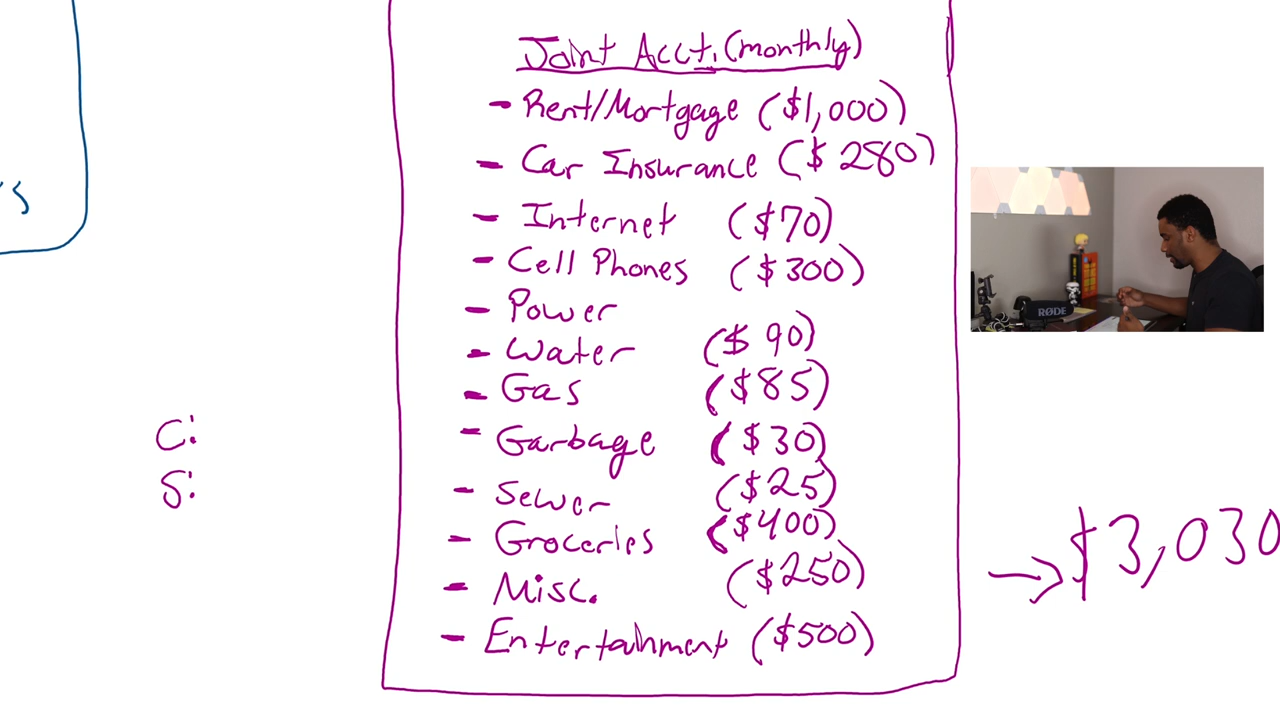 Joint Acct. (monthly)
- Rent/Mortgage ($1,000)
- Car Insurance ($280)
- Internet ($70)
- Cell Phones ($300)
- Power
- Water ($90)
- Gas ($85)
- Garbage ($30)
- Sewer ($25)
- Groceries ($400)
- Misc. ($250)
- Entertainment ($500)
C:
S:
→ $3,030
RØDE